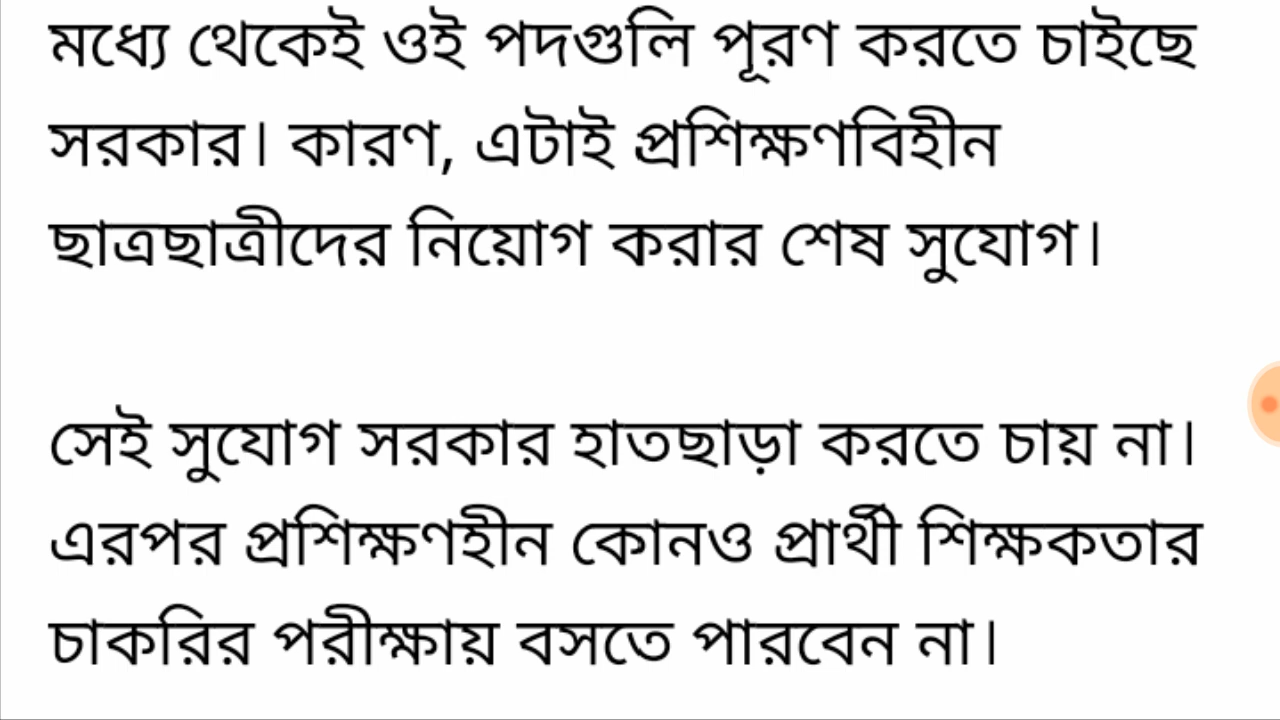 মধ্যে থেকেই ওই পদগুলি পূরণ করতে চাইছে
সরকার। কারণ, এটাই প্রশিক্ষণবিহীন
ছাত্রছাত্রীদের নিয়োগ করার শেষ সুযোগ।
সেই সুযোগ সরকার হাতছাড়া করতে চায় না।
এরপর প্রশিক্ষণহীন কোনও প্রার্থী শিক্ষকতার
চাকরির পরীক্ষায় বসতে পারবেন না।